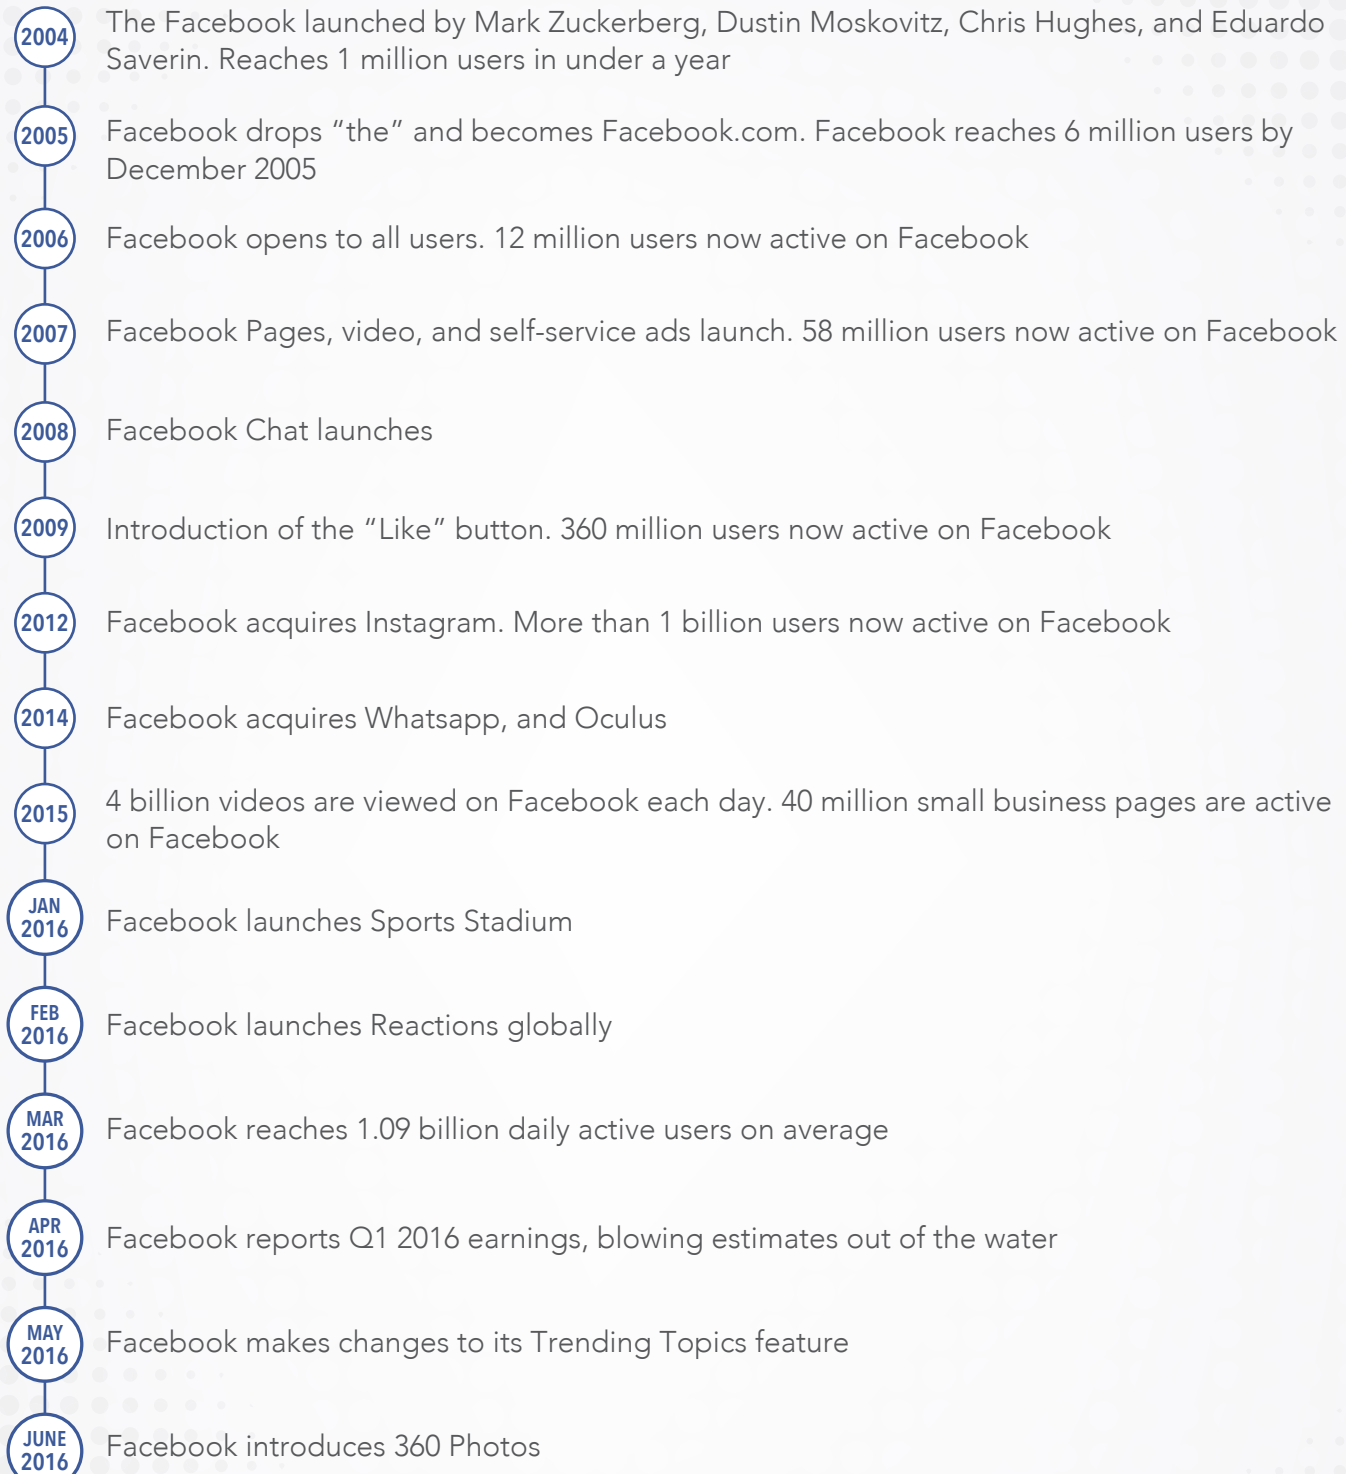 2004
The Facebook launched by Mark Zuckerberg, Dustin Moskovitz, Chris Hughes, and Eduardo
Saverin. Reaches 1 million users in under a year
2005
Facebook drops “the” and becomes Facebook.com. Facebook reaches 6 million users by
December 2005
2006
Facebook opens to all users. 12 million users now active on Facebook
2007
Facebook Pages, video, and self-service ads launch. 58 million users now active on Facebook
2008
Facebook Chat launches
2009
Introduction of the “Like” button. 360 million users now active on Facebook
2012
Facebook acquires Instagram. More than 1 billion users now active on Facebook
2014
Facebook acquires Whatsapp, and Oculus
2015
4 billion videos are viewed on Facebook each day. 40 million small business pages are active
on Facebook
JAN
2016
Facebook launches Sports Stadium
FEB
2016
Facebook launches Reactions globally
MAR
2016
Facebook reaches 1.09 billion daily active users on average
APR
2016
Facebook reports Q1 2016 earnings, blowing estimates out of the water
MAY
2016
Facebook makes changes to its Trending Topics feature
JUNE
2016
Facebook introduces 360 Photos